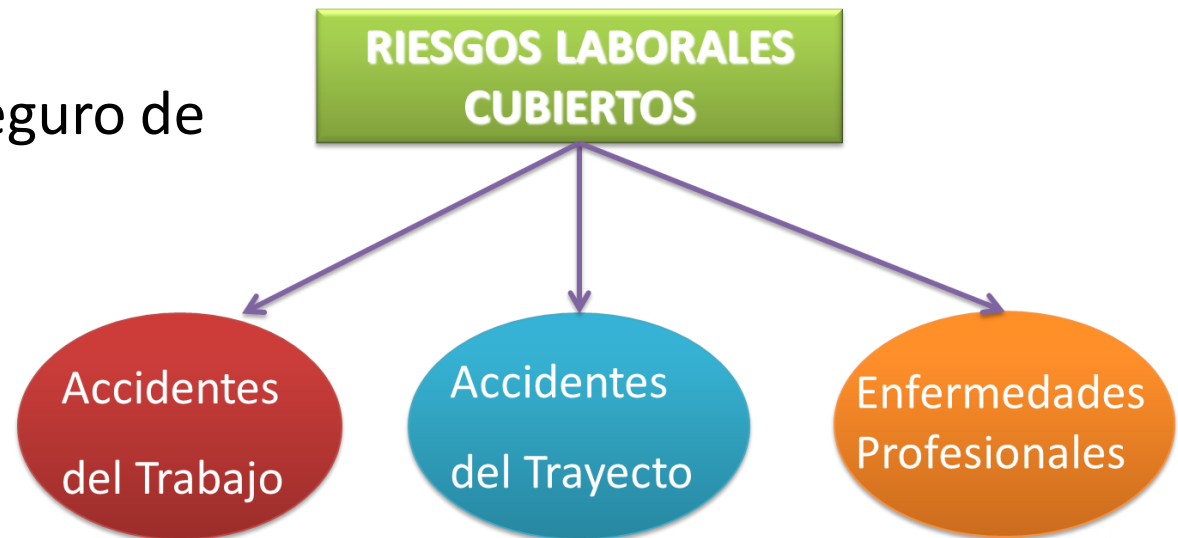 RIESGOS LABORALES
CUBIERTOS
eguro de
Accidentes
del Trabajo
Accidentes
del Trayecto
Enfermedades
Profesionales